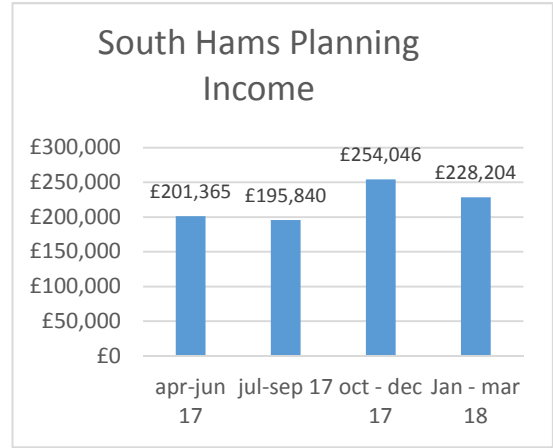 South Hams Planning
Income
£300,000
£250,000
£200,000
£150,000
£100,000
£50,000
£0
£201,365
£195,840
£254,046
£228,204
apr-jun
17
jul-sep 17
oct - dec
17
Jan - mar
18